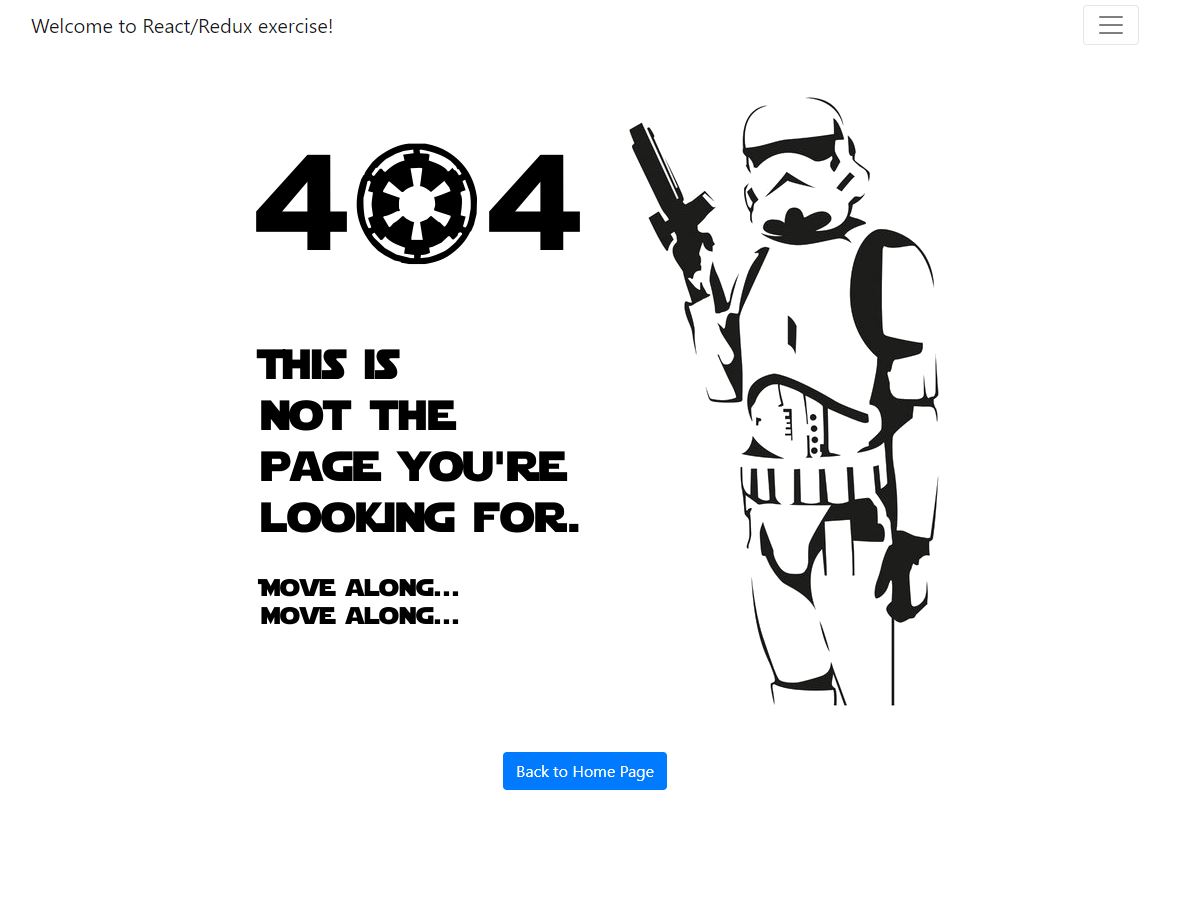 Welcome to React/Redux exercise!
404
THIS IS
NOT THE
PAGE YOU'RE
LOOKING FOR.
MOVE ALONG...
MOVE ALONG...
Back to Home Page